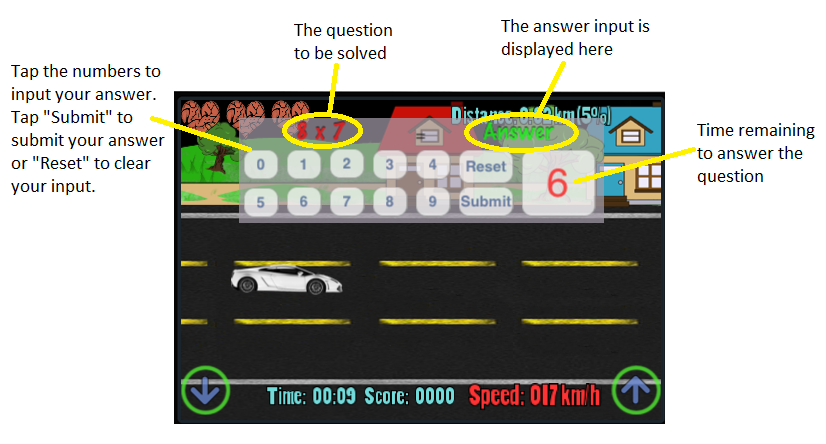 The question
to be solved
The answer input is
displayed here
Tap the numbers to
input your answer.
Tap "Submit" to
submit your answer
or "Reset" to clear
your input.
Time remaining
to answer the
question
(5%)
8 x 7
Answer
0 1 2 3 4 Reset
6
5 6 7 8 9 Submit
Time: 00:09 Score: 0000 Speed: 017km/h